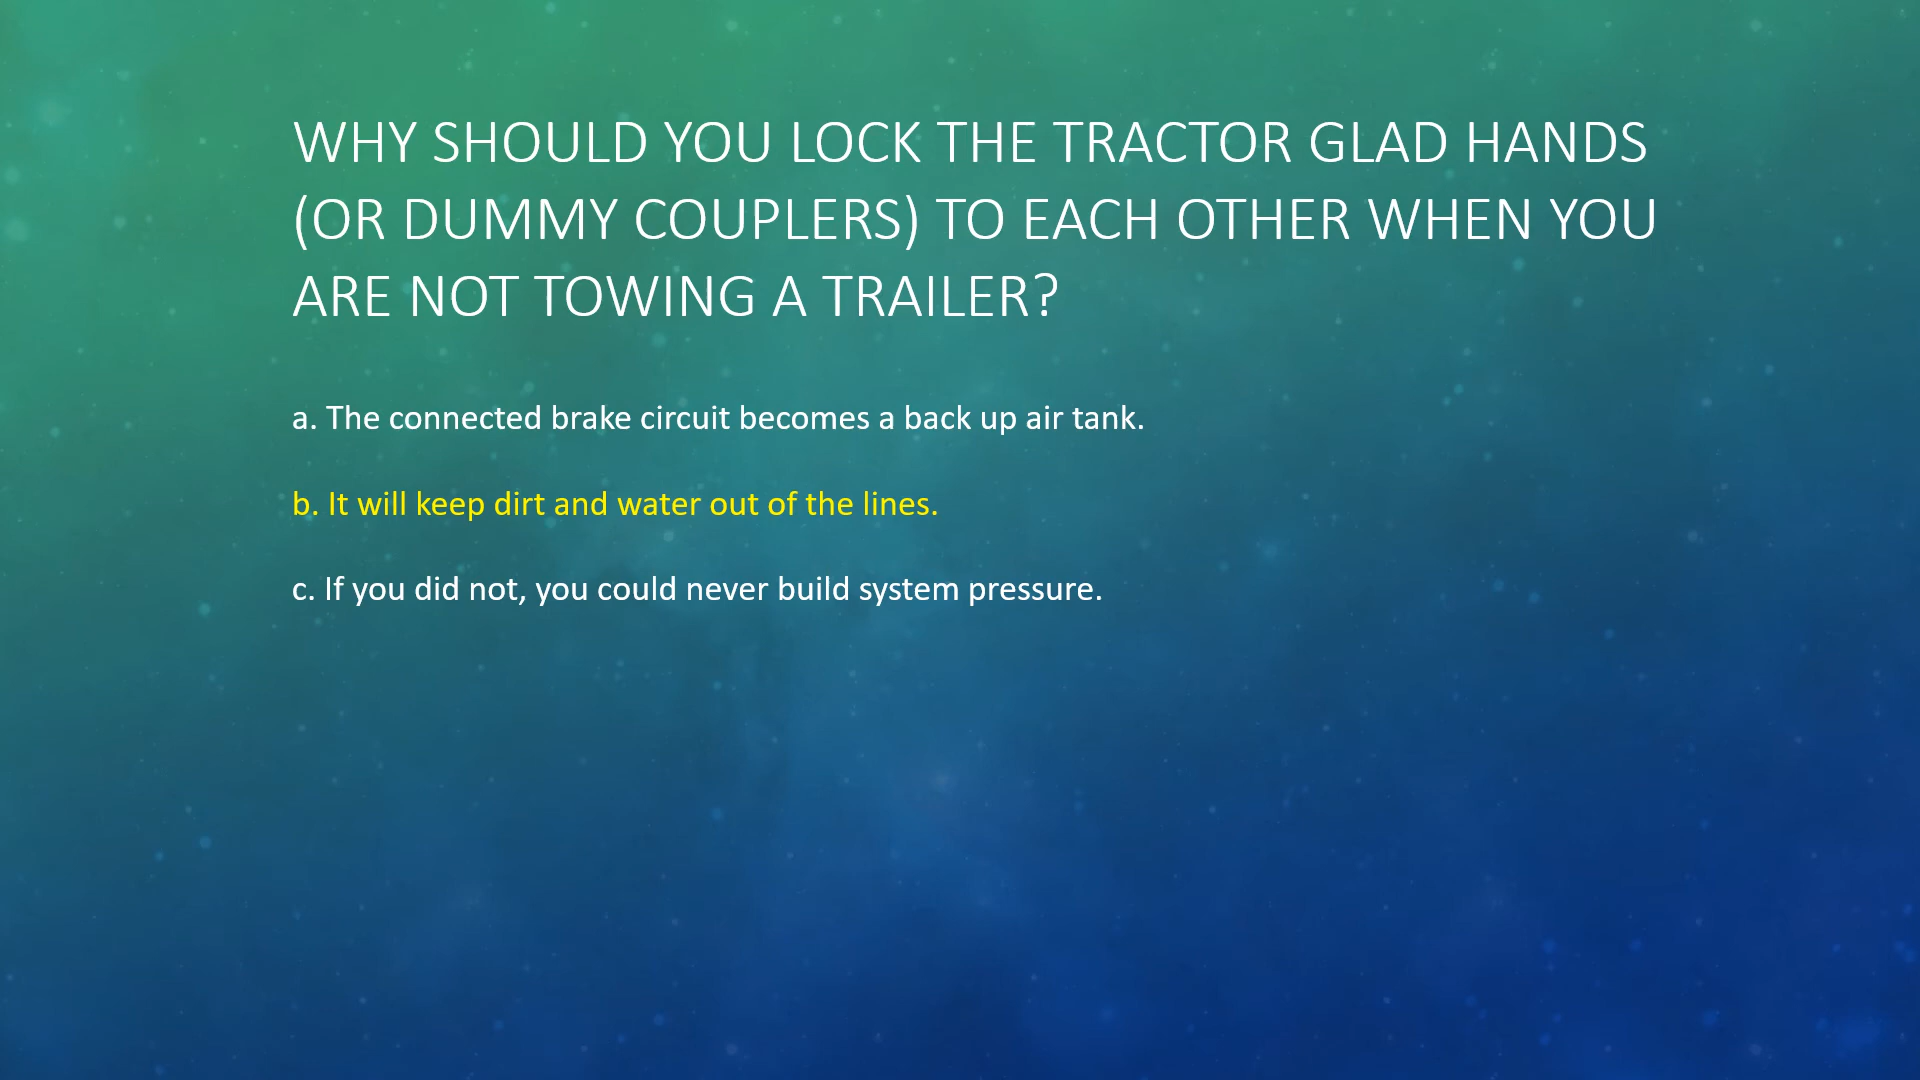 WHY SHOULD YOU LOCK THE TRACTOR GLAD HANDS
(OR DUMMY COUPLERS) TO EACH OTHER WHEN YOU
ARE NOT TOWING A TRAILER?
a. The connected brake circuit becomes a back up air tank.
b. It will keep dirt and water out of the lines.
c. If you did not, you could never build system pressure.